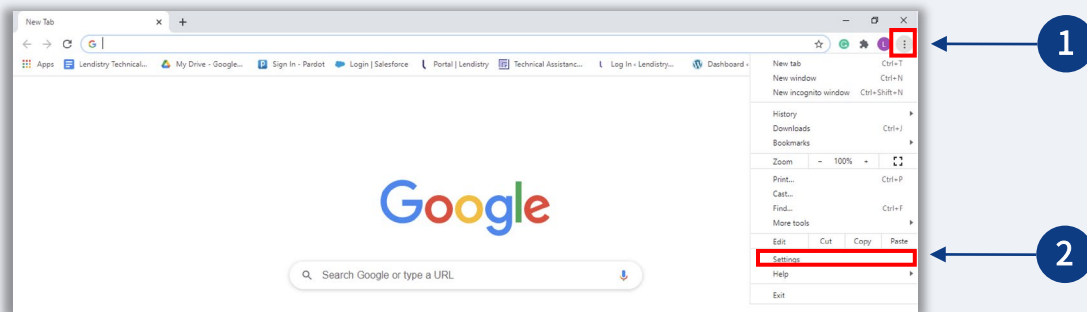 New Tab
1
Apps Lendistry Technical... My Drive - Google... Sign In - Pardot Login | Salesforce Portal | Lendistry Technical Assistanc... Log In ‹ Lendistry... Dashboard ‹
New tab Ctrl+T
New window Ctrl+N
New incognito window Ctrl+Shift+N
History
Downloads Ctrl+J
Bookmarks
Zoom - 100% +
Print... Ctrl+P
Cast...
Find... Ctrl+F
More tools
Edit Cut Copy Paste
Settings
2
Help
Exit
Google
Search Google or type a URL